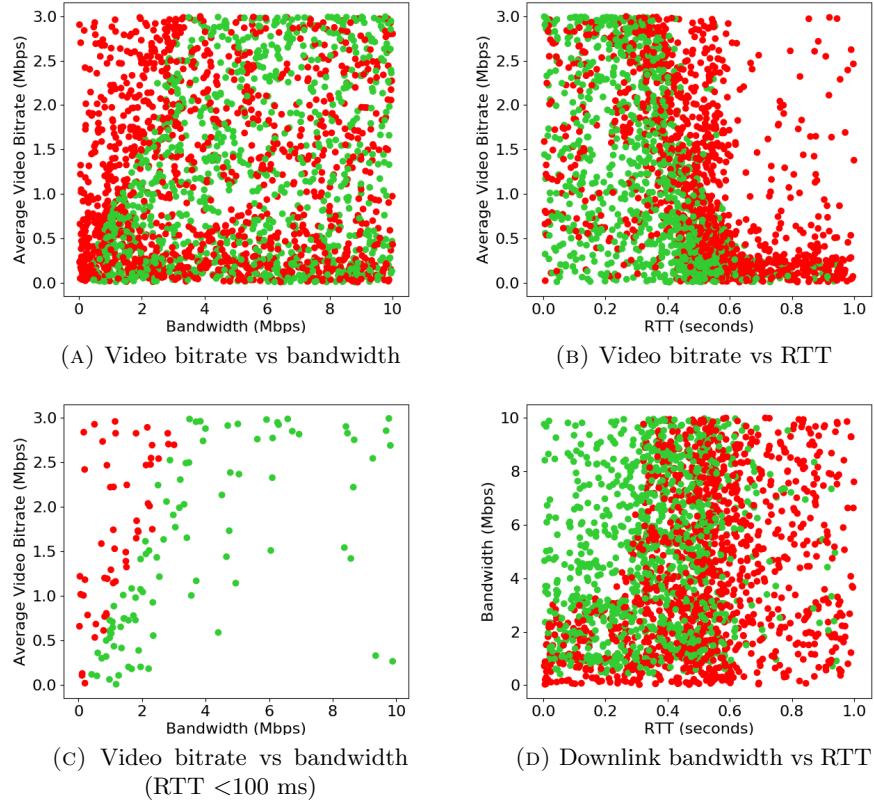 3.0
2.5
2.0
1.5
1.0
0.5
0.0
Average Video Bitrate (Mbps)
0 2 4 6 8 10
Bandwidth (Mbps)
(A) Video bitrate vs bandwidth
3.0
2.5
2.0
1.5
1.0
0.5
0.0
Average Video Bitrate (Mbps)
0.0 0.2 0.4 0.6 0.8 1.0
RTT (seconds)
(B) Video bitrate vs RTT
3.0
2.5
2.0
1.5
1.0
0.5
0.0
Average Video Bitrate (Mbps)
0 2 4 6 8 10
Bandwidth (Mbps)
(C) Video bitrate vs bandwidth
(RTT <100 ms)
10
8
6
4
2
0
Bandwidth (Mbps)
0.0 0.2 0.4 0.6 0.8 1.0
RTT (seconds)
(D) Downlink bandwidth vs RTT